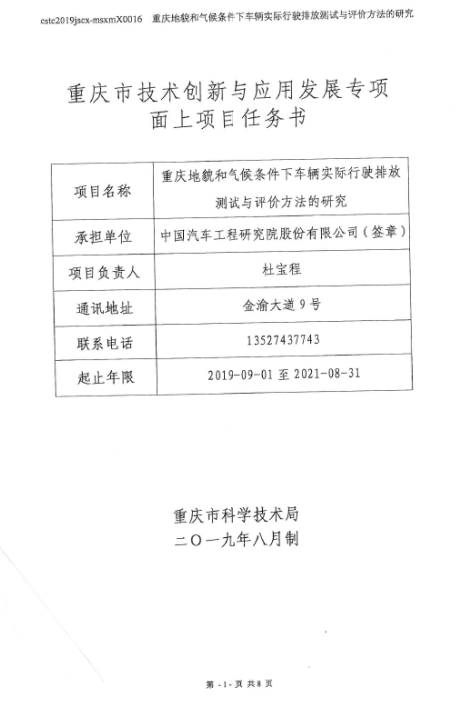 cstc2019jscx-msxmX0016 重庆地貌和气候条件下车辆实际行驶排放测试与评价方法的研究
重庆市技术创新与应用发展专项
面上项目任务书
项目名称
重庆地貌和气候条件下车辆实际行驶排放
测试与评价方法的研究
承担单位
中国汽车工程研究院股份有限公司(签章)
项目负责人
杜宝程
通讯地址
金渝大道9号
联系电话
13527437743
起止年限
2019-09-01 至 2021-08-31
重庆市科学技术局
二〇一九年八月制
第 -1- 页 共8 页